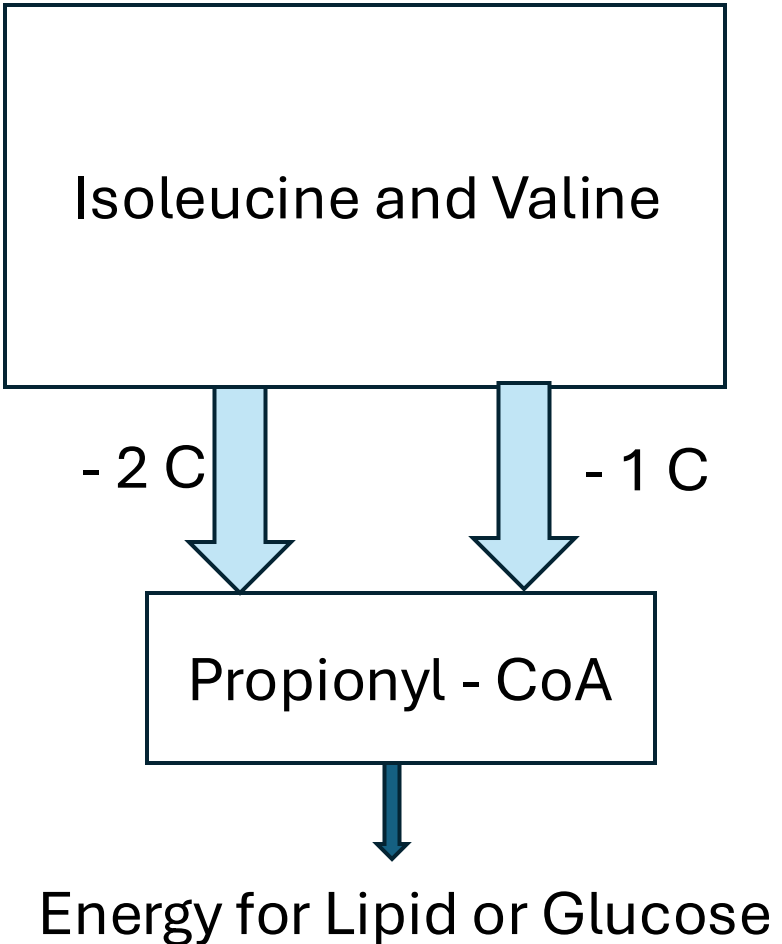 Isoleucine and Valine
- 2 C
- 1 C
Propionyl - CoA
Energy for Lipid or Glucose